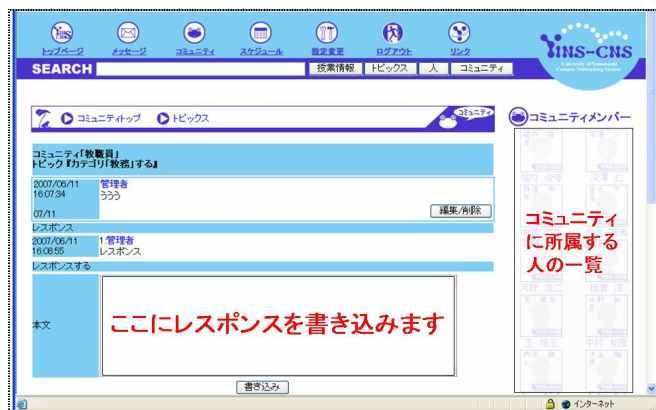 YINS
トップページ
メッセージ
コミュニティ
スケジュール
設定変更
ログアウト
リンク
YINS-CNS
University of Yamanashi
Campus Networking System
SEARCH
授業情報
トピックス
人
コミュニティ
コミュニティトップ
トピックス
コミュニティ
コミュニティメンバー
コミュニティ「教職員」
トピック『カテゴリ「教務」する』
2007/06/11
16:07:34
管理者
ううう
07/11
編集/削除
レスポンス
2007/06/11
16:08:55
1:管理者
レスポンス
レスポンスする
本文
ここにレスポンスを書き込みます
書き込み
コミュニティ
に所属する
人の一覧
インターネット